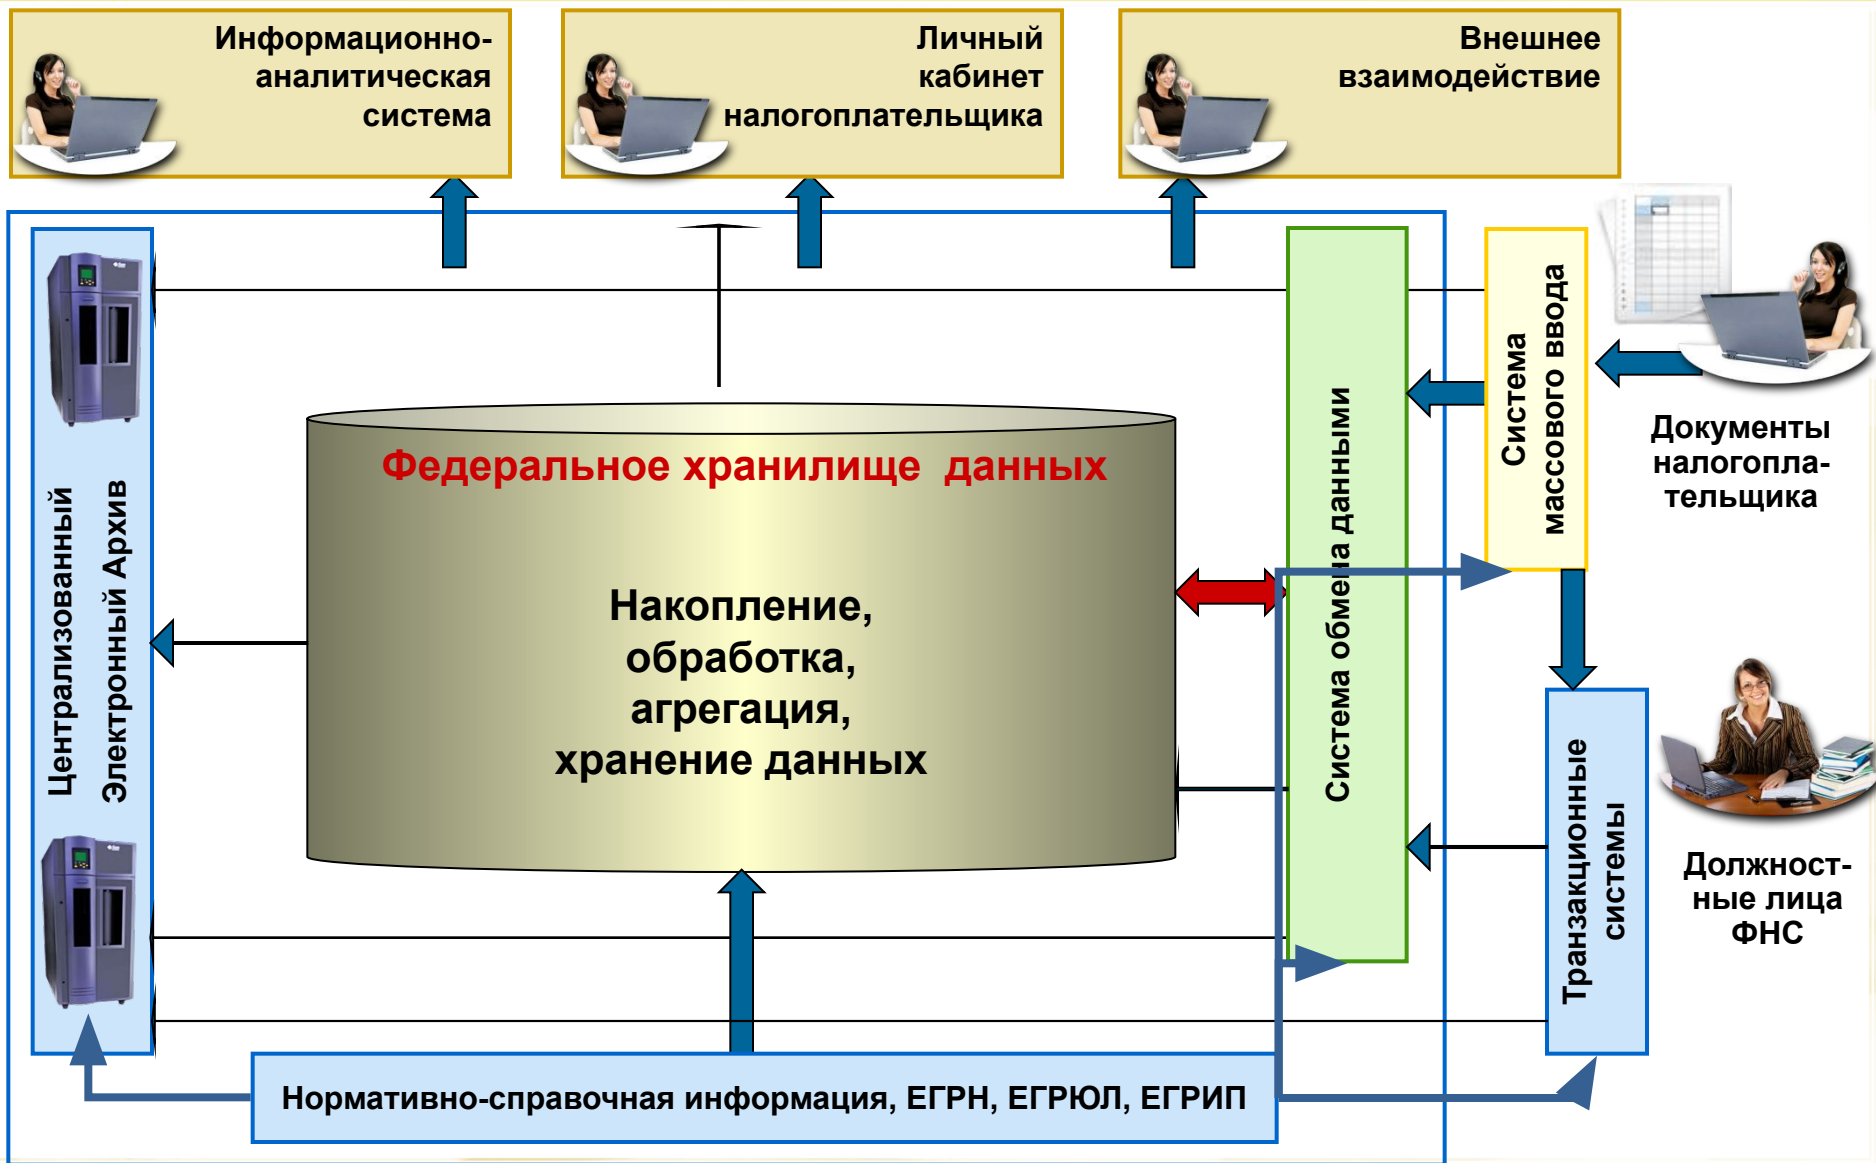 Информационно-
аналитическая
система
Личный
кабинет
налогоплательщика
Внешнее
взаимодействие
Централизованный
Электронный Архив
Федеральное хранилище данных
Накопление,
обработка,
агрегация,
хранение данных
Система обмена данными
Система
массового ввода
Документы
налогопла-
тельщика
Транзакционные
системы
Должност-
ные лица
ФНС
Нормативно-справочная информация, ЕГРН, ЕГРЮЛ, ЕГРИП